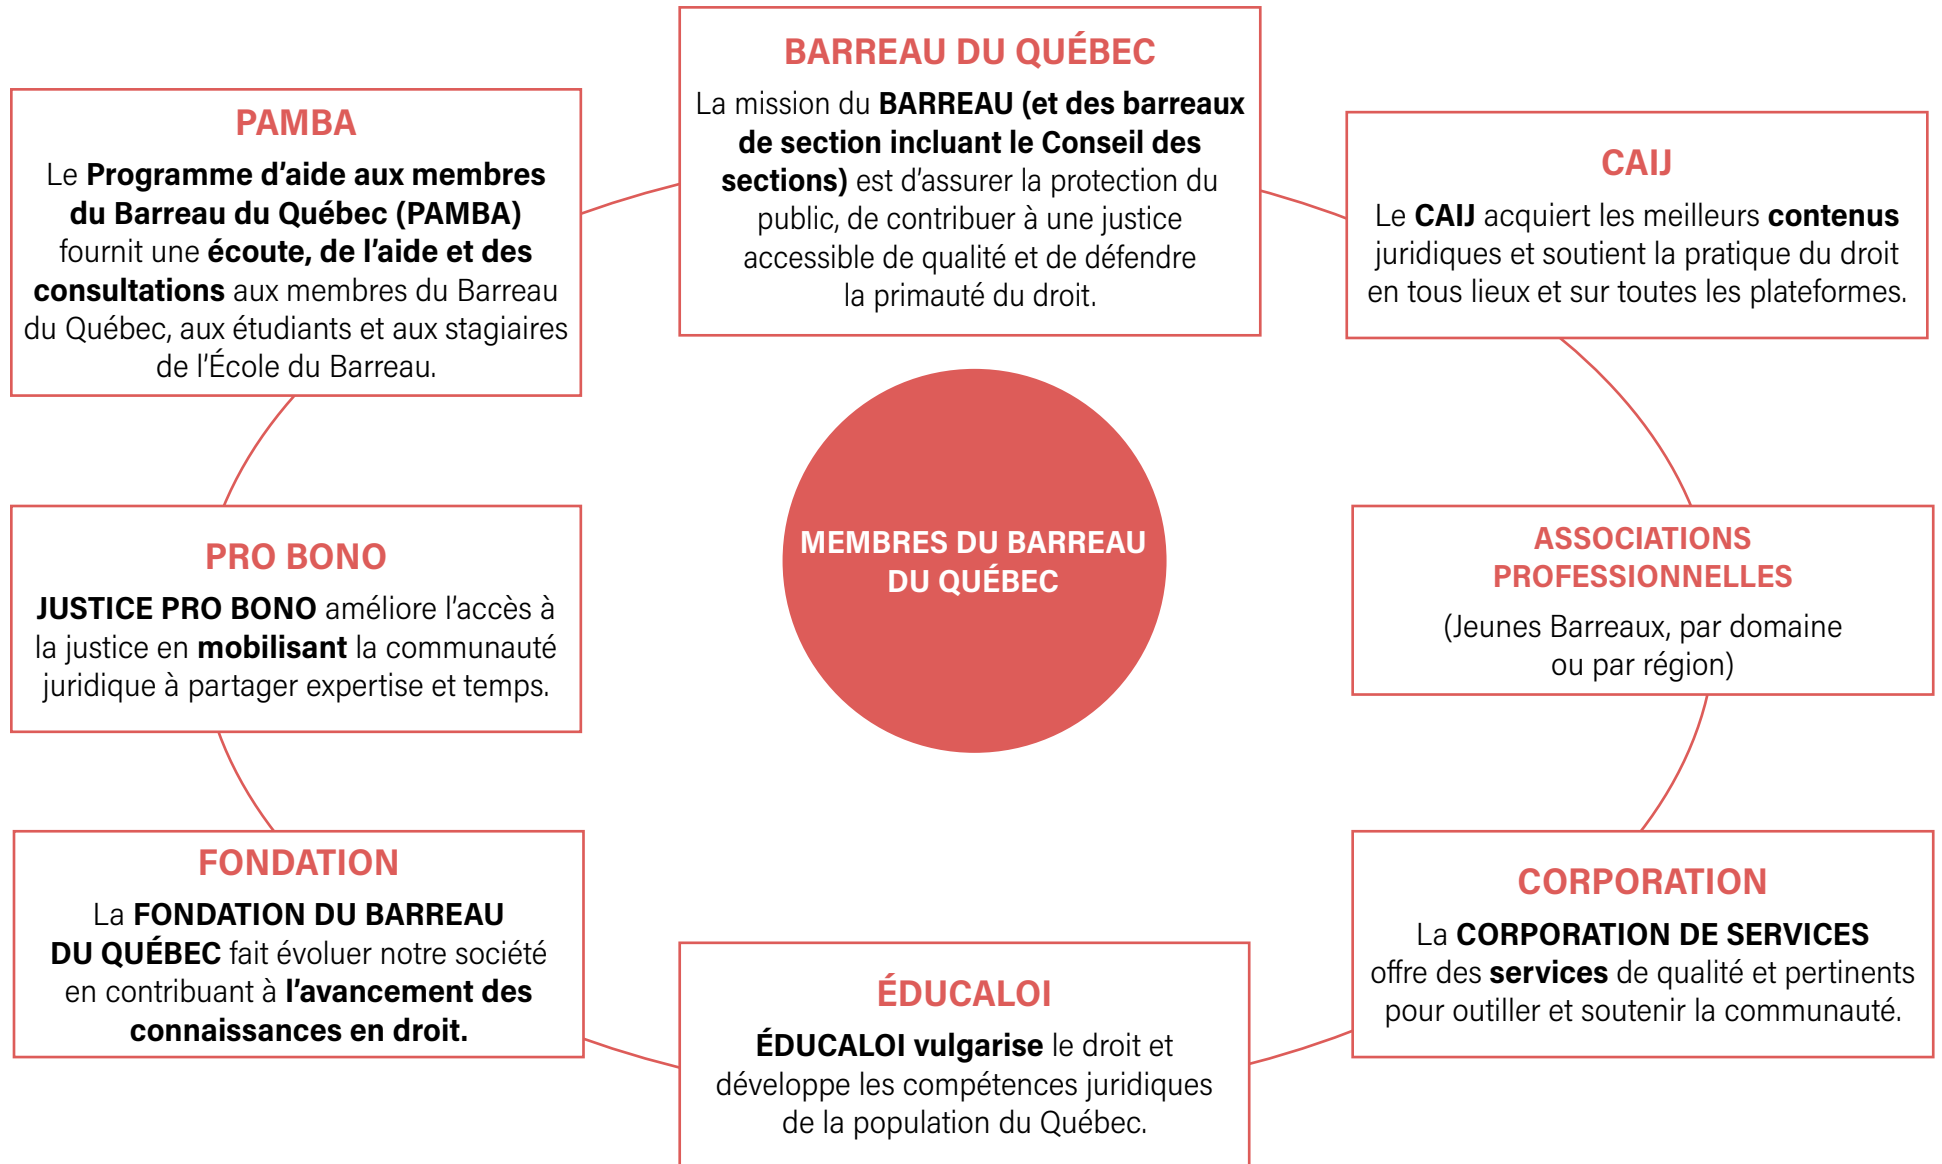 BARREAU DU QUÉBEC
La mission du BARREAU (et des barreaux
de section incluant le Conseil des
sections) est d'assurer la protection du
public, de contribuer à une justice
accessible de qualité et de défendre
la primauté du droit.
PAMBA
Le Programme d'aide aux membres
du Barreau du Québec (PAMBA)
fournit une écoute, de l'aide et des
consultations aux membres du Barreau
du Québec, aux étudiants et aux stagiaires
de l'École du Barreau.
CAIJ
Le CAIJ acquiert les meilleurs contenus
juridiques et soutient la pratique du droit
en tous lieux et sur toutes les plateformes.
MEMBRES DU BARREAU
DU QUÉBEC
PRO BONO
JUSTICE PRO BONO améliore l'accès à
la justice en mobilisant la communauté
juridique à partager expertise et temps.
ASSOCIATIONS
PROFESSIONNELLES
(Jeunes Barreaux, par domaine
ou par région)
FONDATION
La FONDATION DU BARREAU
DU QUÉBEC fait évoluer notre société
en contribuant à l'avancement des
connaissances en droit.
CORPORATION
La CORPORATION DE SERVICES
offre des services de qualité et pertinents
pour outiller et soutenir la communauté.
ÉDUCALOI
ÉDUCALOI vulgarise le droit et
développe les compétences juridiques
de la population du Québec.